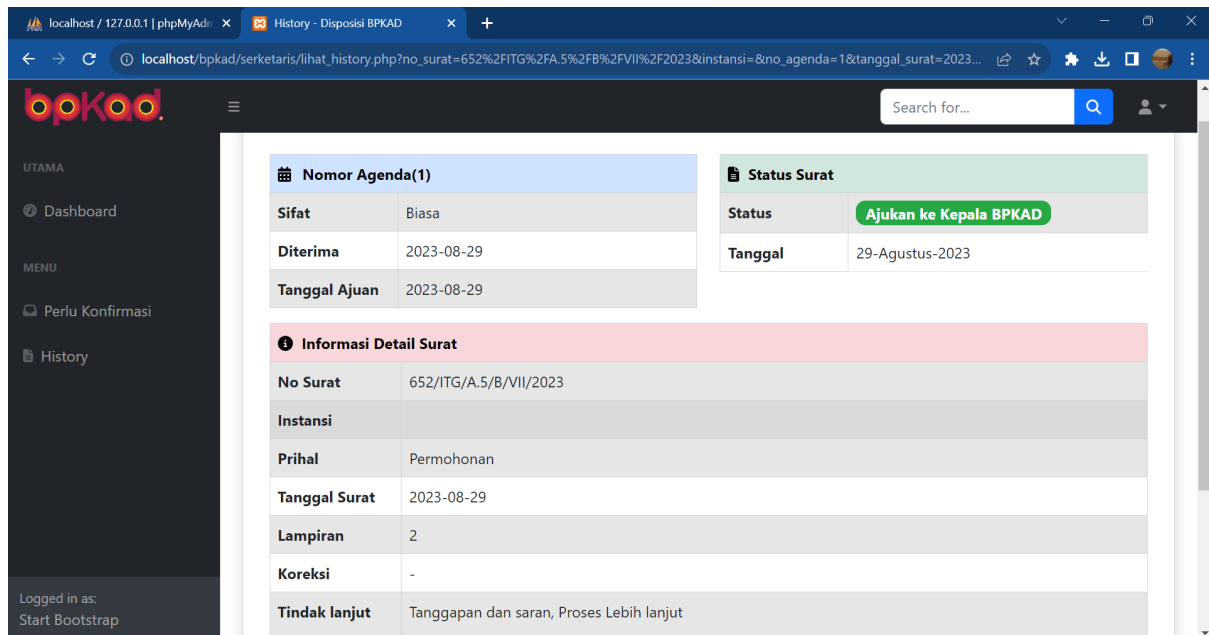 localhost / 127.0.0.1 | phpMyAdm
History - Disposisi BPKAD
localhost/bpkad/serketaris/lihat_history.php?no_surat=652%2FITG%2FA.5%2FB%2FVII%2F2023&instansi=&no_agenda=1&tanggal_surat=2023...
bpkad.
Search for...
UTAMA
Dashboard
MENU
Perlu Konfirmasi
History
Logged in as:
Start Bootstrap
Nomor Agenda(1)
Sifat Biasa
Diterima 2023-08-29
Tanggal Ajuan 2023-08-29
Status Surat
Status Ajukan ke Kepala BPKAD
Tanggal 29-Agustus-2023
Informasi Detail Surat
No Surat 652/ITG/A.5/B/VII/2023
Instansi
Prihal Permohonan
Tanggal Surat 2023-08-29
Lampiran 2
Koreksi -
Tindak lanjut Tanggapan dan saran, Proses Lebih lanjut